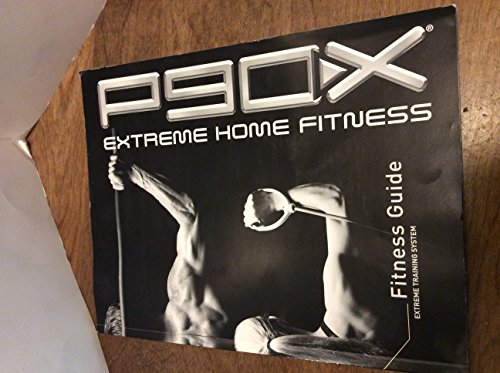 P90X®
EXTREME HOME FITNESS
Fitness Guide
EXTREME TRAINING SYSTEM